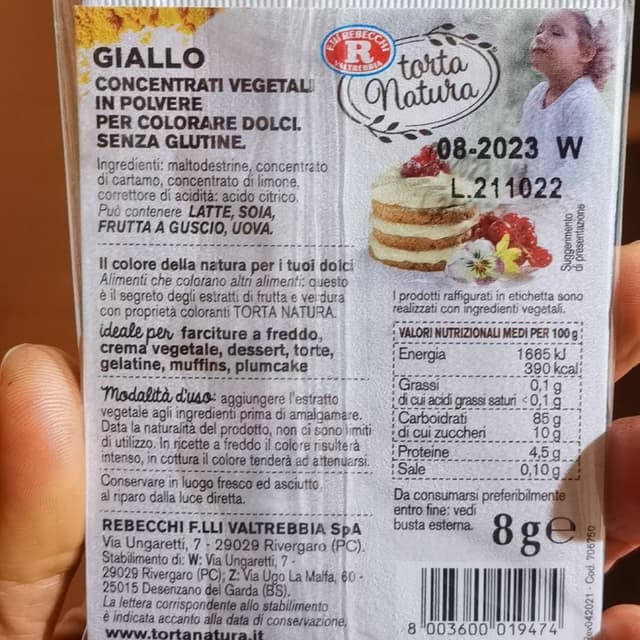 GIALLO
CONCENTRATI VEGETALI
IN POLVERE
PER COLORARE DOLCI.
SENZA GLUTINE.
Ingredienti: maltodestrine, concentrato
di cartamo, concentrato di limone,
correttore di acidità: acido citrico.
Può contenere LATTE, SOIA,
FRUTTA A GUSCIO, UOVA.
Il colore della natura per i tuoi dolci
Alimenti che colorano altri alimenti: questo
è il segreto degli estratti di frutta e verdura
con proprietà coloranti TORTA NATURA.
ideale per farciture a freddo,
crema vegetale, dessert, torte,
gelatine, muffins, plumcake
Modalità d'uso: aggiungere l'estratto
vegetale agli ingredienti prima di amalgamare.
Data la naturalità del prodotto, non ci sono limiti
di utilizzo. In ricette a freddo il colore risulterà
intenso, in cottura il colore tenderà ad attenuarsi.
Conservare in luogo fresco ed asciutto,
al riparo dalla luce diretta.
REBECCHI F.LLI VALTREBBIA SpA
Via Ungaretti, 7 - 29029 Rivergaro (PC).
Stabilimento di: W: Via Ungaretti, 7 -
29029 Rivergaro (PC); Z: Via Ugo La Malfa, 60 -
25015 Desenzano del Garda (BS).
La lettera corrispondente allo stabilimento
è indicata accanto alla data di conservazione.
www.tortanatura.it
F.LLI REBECCHI
R
VALTREBBIA
torta
Natura
08-2023 W
L.211022
Suggerimento
di presentazione
I prodotti raffigurati in etichetta sono
realizzati con ingredienti vegetali.
VALORI NUTRIZIONALI MEDI PER 100 g
Energia 1665 kJ
390 kcal
Grassi 0,1 g
di cui acidi grassi saturi <0,1 g
Carboidrati 85 g
di cui zuccheri 10 g
Proteine 4,5 g
Sale 0,10 g
Da consumarsi preferibilmente
entro fine: vedi
busta esterna.
8 g e
8 003600 019474
Rev042021 - Cod. 706750